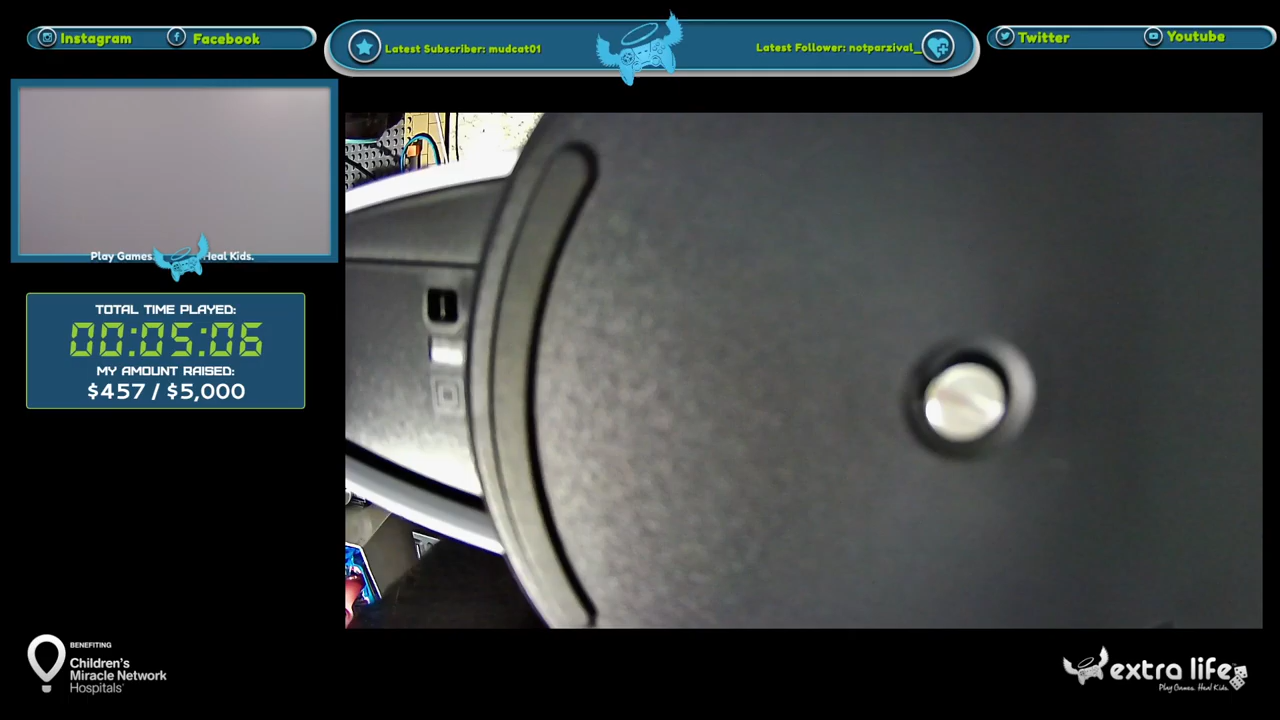 Instagram
Facebook
Latest Subscriber: mudcat01
Latest Follower: notparzival_
Twitter
Youtube
Play Games. Heal Kids.
TOTAL TIME PLAYED:
00:05:06
MY AMOUNT RAISED:
$457 / $5,000
BENEFITING
Children's
Miracle Network
Hospitals
extra life
Play Games. Heal Kids.